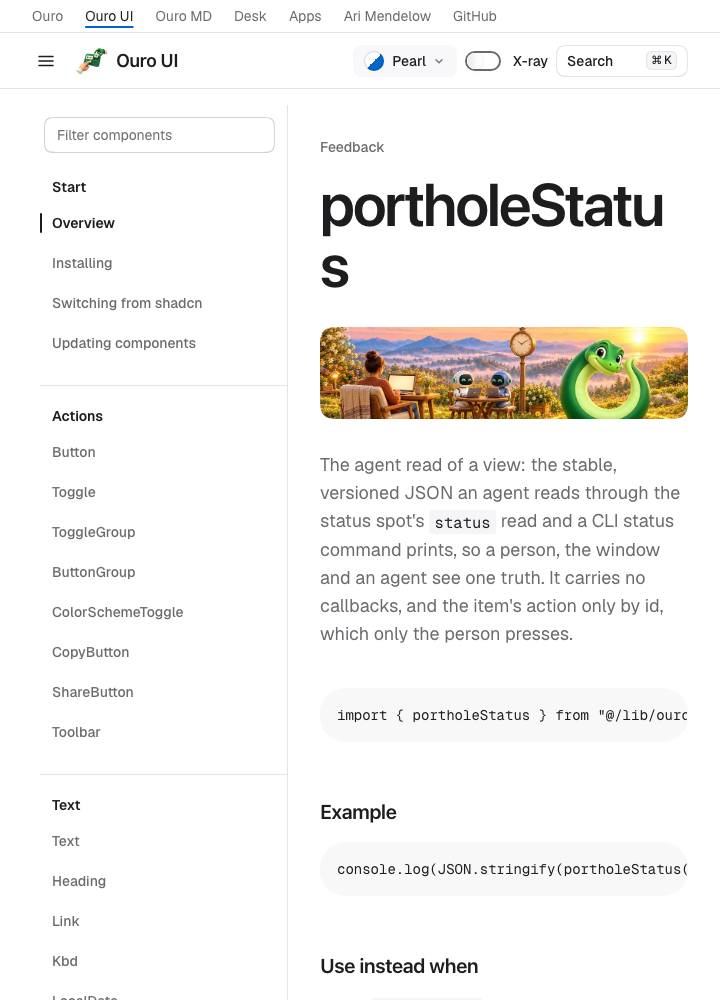 Ouro Ouro UI Ouro MD Desk Apps Ari Mendelow GitHub
Ouro UI Pearl X-ray Search ⌘ K
Filter components
Start
Overview
Installing
Switching from shadcn
Updating components
Actions
Button
Toggle
ToggleGroup
ButtonGroup
ColorSchemeToggle
CopyButton
ShareButton
Toolbar
Text
Text
Heading
Link
Kbd
LocalDate
Feedback
portholeStatu
s
The agent read of a view: the stable,
versioned JSON an agent reads through the
status spot's status read and a CLI status
command prints, so a person, the window
and an agent see one truth. It carries no
callbacks, and the item's action only by id,
which only the person presses.
import { portholeStatus } from "@/lib/ouro
Example
console.log(JSON.stringify(portholeStatus(
Use instead when